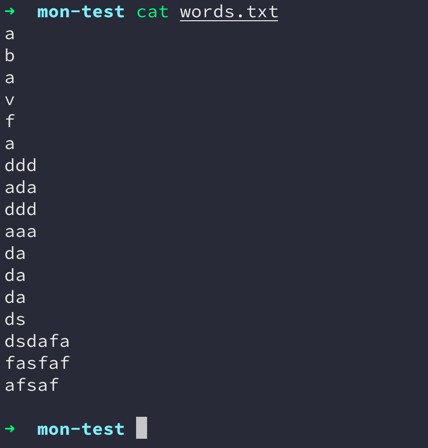 ➜  mon-test cat words.txt
a
b
a
v
f
a
ddd
ada
ddd
aaa
da
da
da
ds
dsdafa
fasfaf
afsaf

➜  mon-test